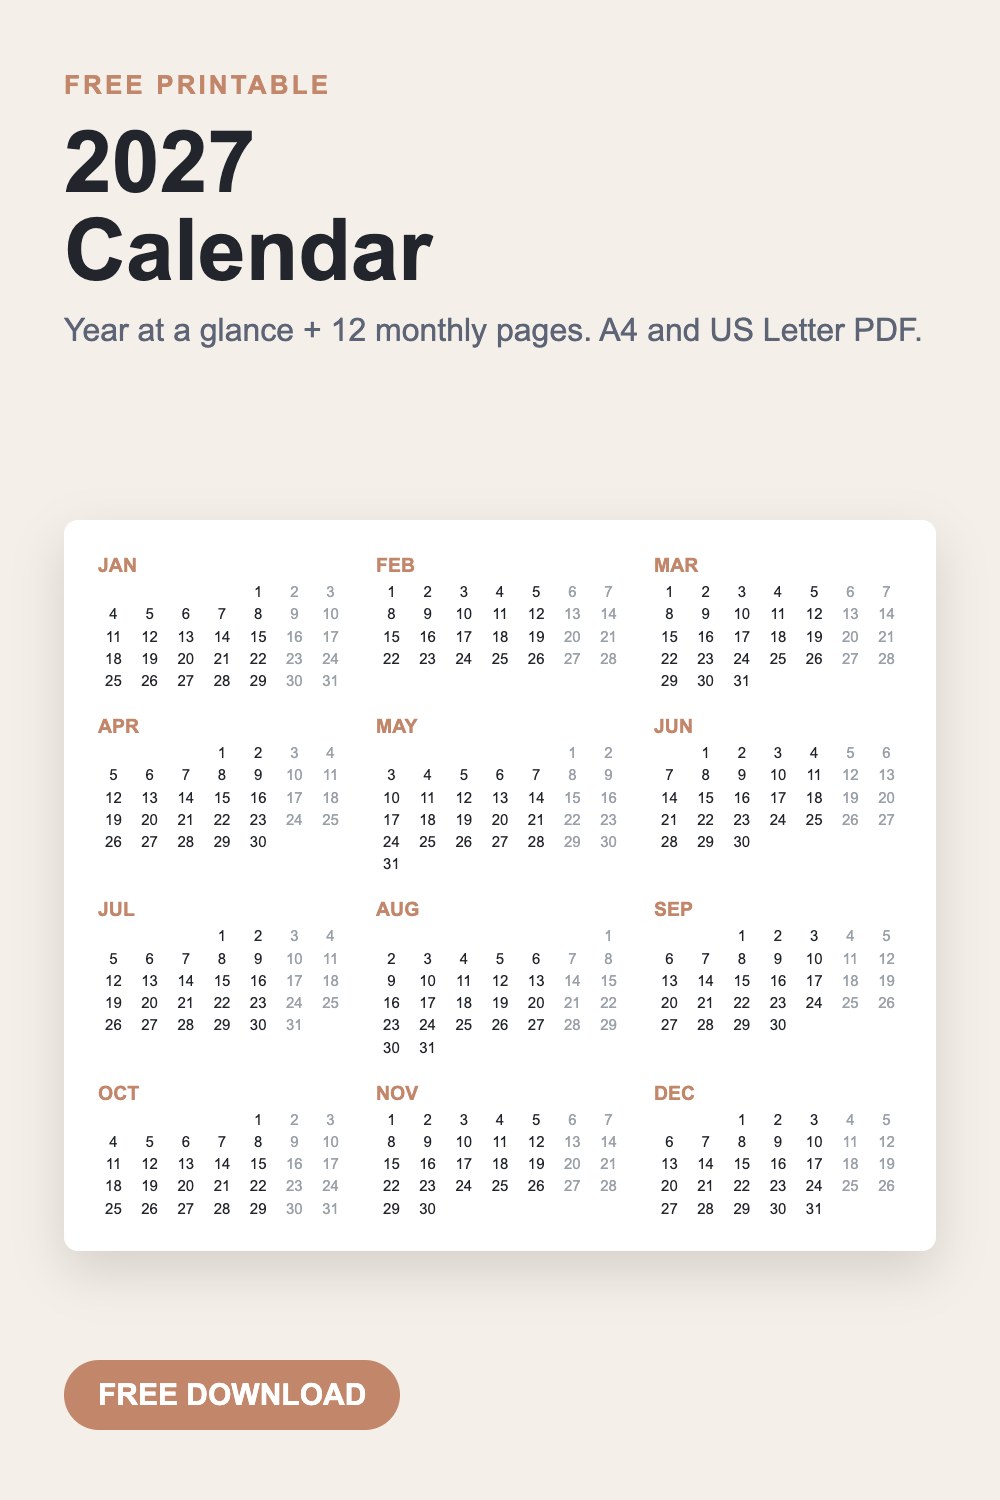 FREE PRINTABLE
2027
Calendar
Year at a glance + 12 monthly pages. A4 and US Letter PDF.
JAN
1 2 3
4 5 6 7 8 9 10
11 12 13 14 15 16 17
18 19 20 21 22 23 24
25 26 27 28 29 30 31
FEB
1 2 3 4 5 6 7
8 9 10 11 12 13 14
15 16 17 18 19 20 21
22 23 24 25 26 27 28
MAR
1 2 3 4 5 6 7
8 9 10 11 12 13 14
15 16 17 18 19 20 21
22 23 24 25 26 27 28
29 30 31
APR
1 2 3 4
5 6 7 8 9 10 11
12 13 14 15 16 17 18
19 20 21 22 23 24 25
26 27 28 29 30
MAY
1 2
3 4 5 6 7 8 9
10 11 12 13 14 15 16
17 18 19 20 21 22 23
24 25 26 27 28 29 30
31
JUN
1 2 3 4 5 6
7 8 9 10 11 12 13
14 15 16 17 18 19 20
21 22 23 24 25 26 27
28 29 30
JUL
1 2 3 4
5 6 7 8 9 10 11
12 13 14 15 16 17 18
19 20 21 22 23 24 25
26 27 28 29 30 31
AUG
1
2 3 4 5 6 7 8
9 10 11 12 13 14 15
16 17 18 19 20 21 22
23 24 25 26 27 28 29
30 31
SEP
1 2 3 4 5
6 7 8 9 10 11 12
13 14 15 16 17 18 19
20 21 22 23 24 25 26
27 28 29 30
OCT
1 2 3
4 5 6 7 8 9 10
11 12 13 14 15 16 17
18 19 20 21 22 23 24
25 26 27 28 29 30 31
NOV
1 2 3 4 5 6 7
8 9 10 11 12 13 14
15 16 17 18 19 20 21
22 23 24 25 26 27 28
29 30
DEC
1 2 3 4 5
6 7 8 9 10 11 12
13 14 15 16 17 18 19
20 21 22 23 24 25 26
27 28 29 30 31
FREE DOWNLOAD